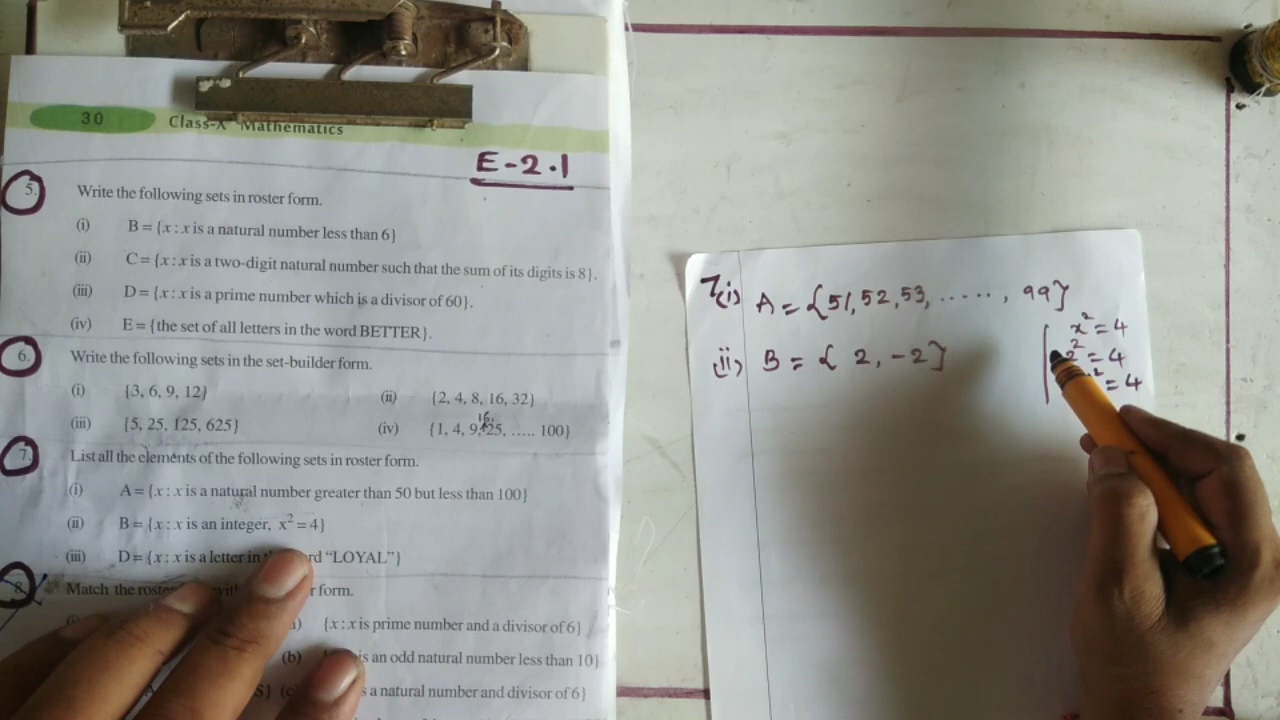 30 Class-X Mathematics
E-2.1
5. Write the following sets in roster form.
(i) B = {x : x is a natural number less than 6}
(ii) C = {x : x is a two-digit natural number such that the sum of its digits is 8}.
(iii) D = {x : x is a prime number which is a divisor of 60}.
(iv) E = {the set of all letters in the word BETTER}.
6. Write the following sets in the set-builder form.
(i) {3, 6, 9, 12} (ii) {2, 4, 8, 16, 32}
16,
(iii) {5, 25, 125, 625} (iv) {1, 4, 9, 25, ..... 100}
7. List all the elements of the following sets in roster form.
(i) A = {x : x is a natural number greater than 50 but less than 100}
(ii) B = {x : x is an integer, x² = 4}
(iii) D = {x : x is a letter in "LOYAL"}
8. Match the form.
{x : x is prime number and a divisor of 6}
(b) is an odd natural number less than 10}
S} s a natural number and divisor of 6}
7(i) A = {51, 52, 53, ......, 99}
x² = 4
(ii) B = { 2, -2}
2² = 4
² = 4